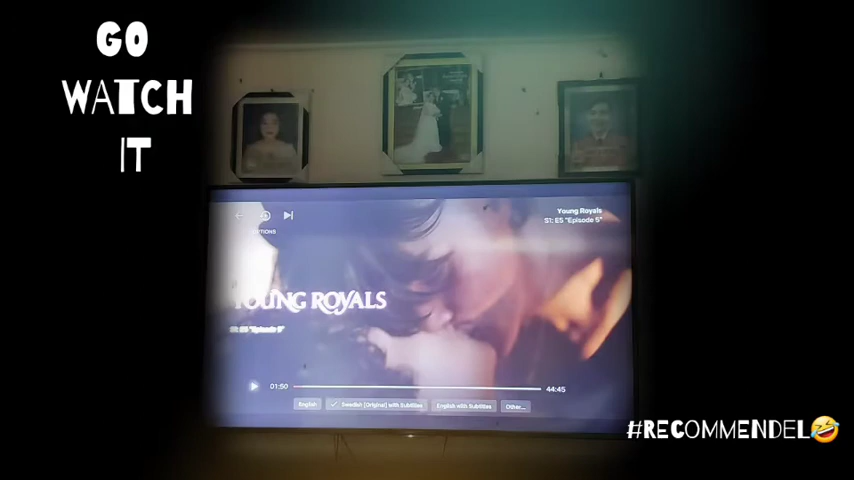 GO
WATCH
IT
Young Royals
S1: E5 "Episode 5"
YOUNG ROYALS
S1: E5 "Episode 5"
01:50
44:45
English
Swedish [Original] with Subtitles
English with Subtitles
Other...
#RECOMMENDEL🤣